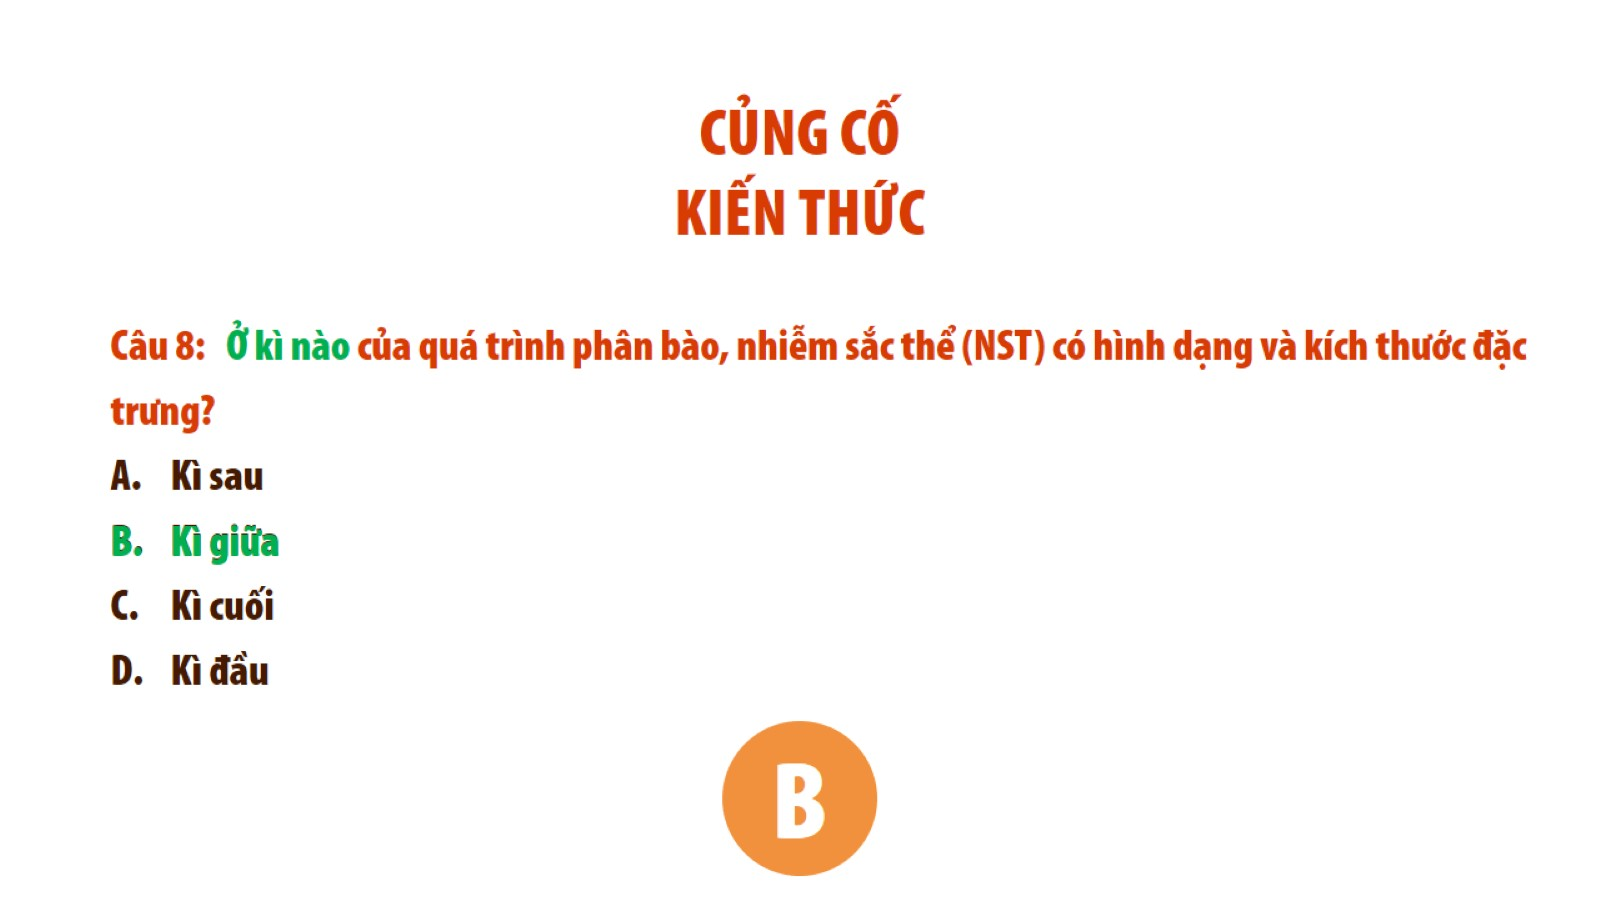 CỦNG CỐ
KIẾN THỨC
Câu 8: Ở kì nào của quá trình phân bào, nhiễm sắc thể (NST) có hình dạng và kích thước đặc
trưng?
A. Kì sau
B. Kì giữa
C. Kì cuối
D. Kì đầu
B